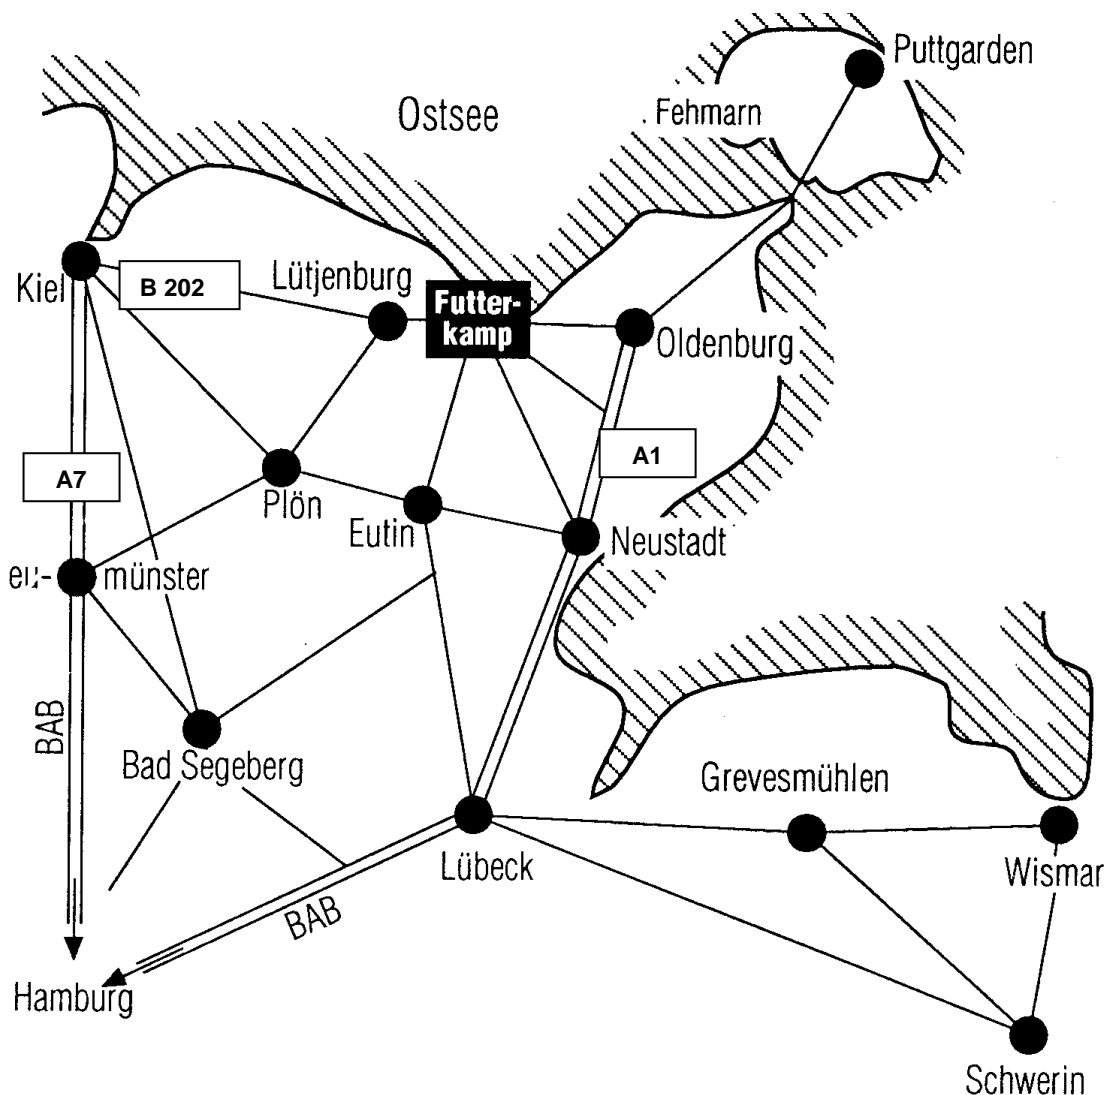 Puttgarden
Ostsee
Fehmarn
Kiel
B 202
Lütjenburg
Futter-
kamp
Oldenburg
A7
A1
Plön
Eutin
Neustadt
münster
BAB
Bad Segeberg
Grevesmühlen
Lübeck
Wismar
BAB
Hamburg
Schwerin